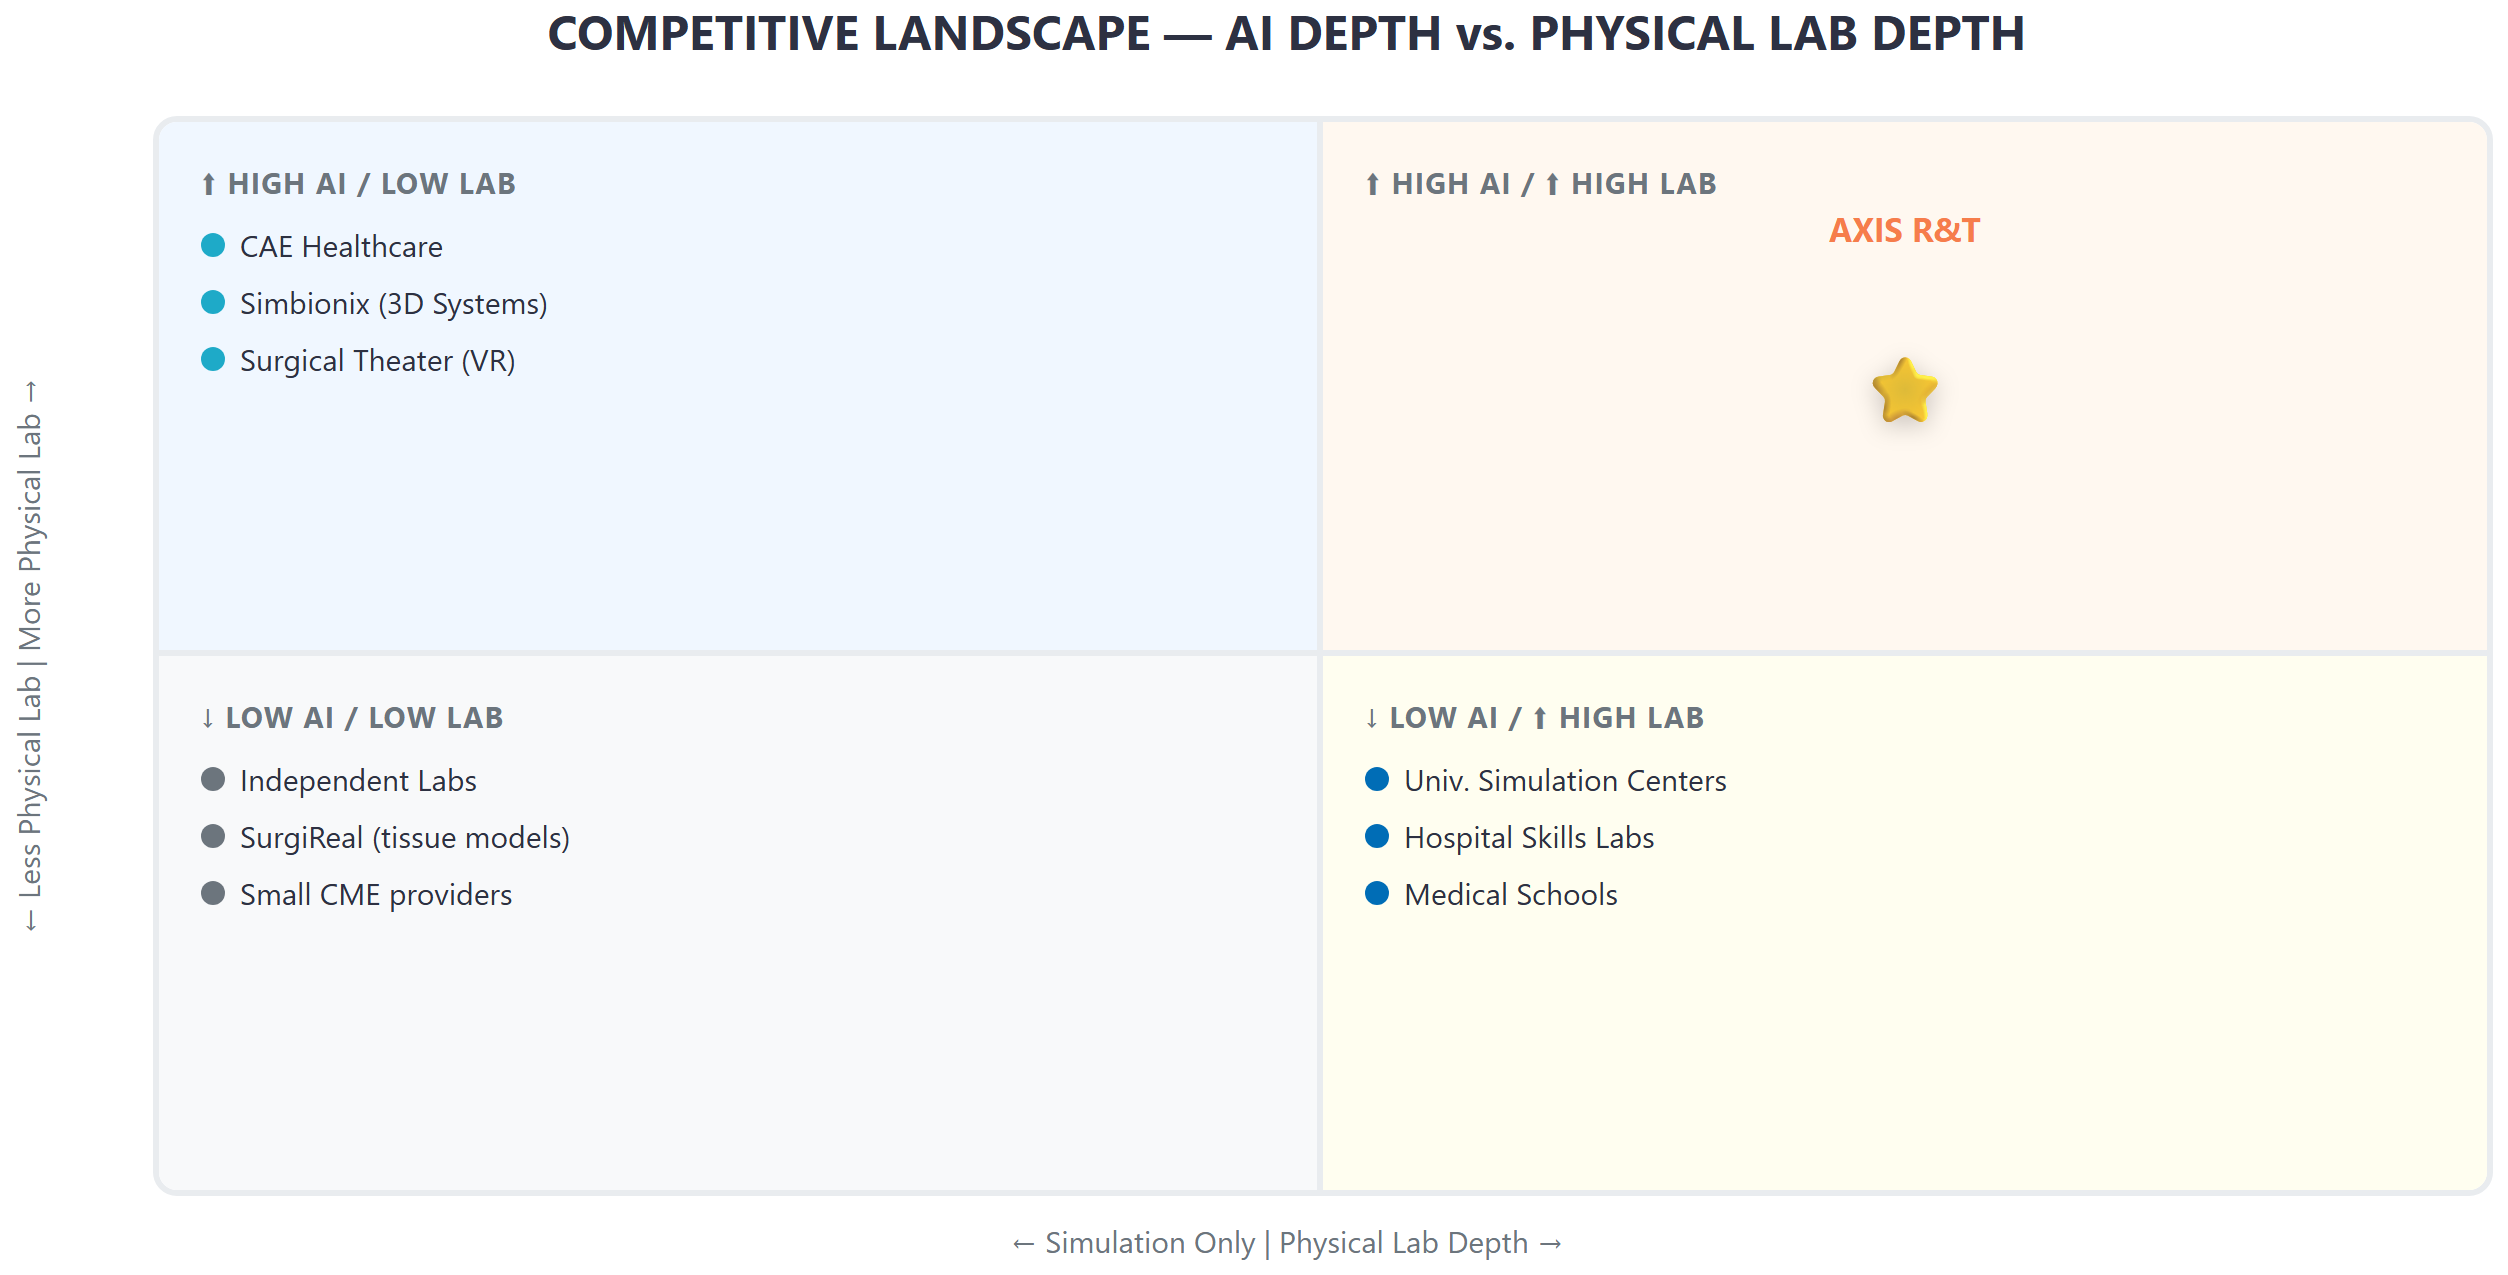 COMPETITIVE LANDSCAPE — AI DEPTH vs. PHYSICAL LAB DEPTH
⬆ HIGH AI / LOW LAB
CAE Healthcare
Simbionix (3D Systems)
Surgical Theater (VR)
⬆ HIGH AI / ⬆ HIGH LAB
AXIS R&T
↓ LOW AI / LOW LAB
Independent Labs
SurgiReal (tissue models)
Small CME providers
↓ LOW AI / ⬆ HIGH LAB
Univ. Simulation Centers
Hospital Skills Labs
Medical Schools
← Less Physical Lab | More Physical Lab →
← Simulation Only | Physical Lab Depth →